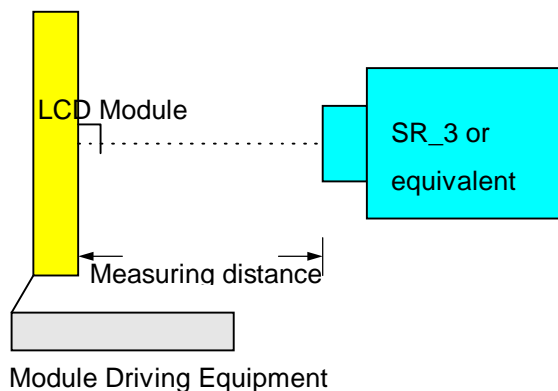 LCD Module
SR_3 or
equivalent
Measuring distance
Module Driving Equipment